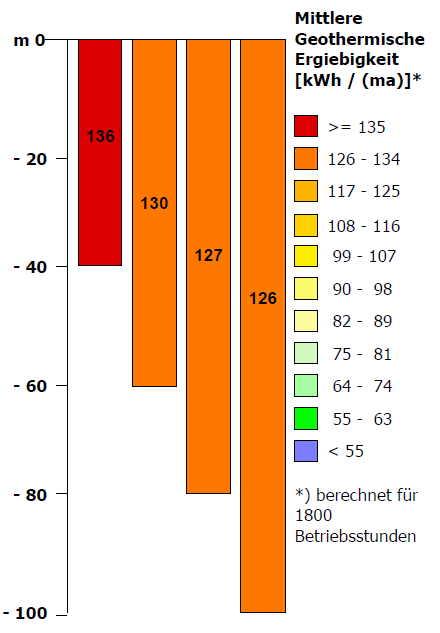 Mittlere
Geothermische
Ergiebigkeit
[kWh / (ma)]*
m 0
- 20
- 40
- 60
- 80
- 100
136
130
127
126
>= 135
126 - 134
117 - 125
108 - 116
99 - 107
90 - 98
82 - 89
75 - 81
64 - 74
55 - 63
< 55
*) berechnet für
1800
Betriebsstunden